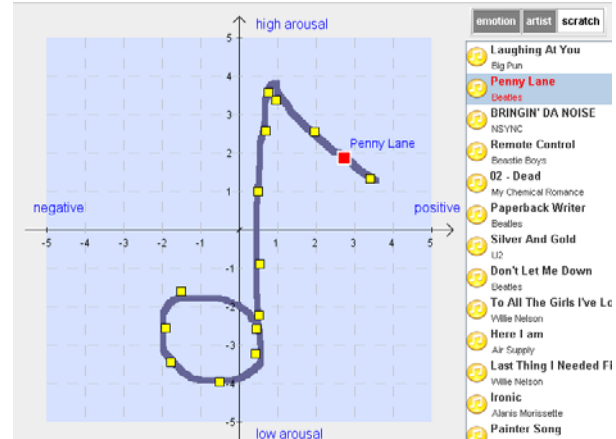 high arousal
emotion artist scratch
5
4
3
2
1
Penny Lane
negative
positive
-5 -4 -3 -2 -1 1 2 3 4 5
-1
-2
-3
-4
-5
low arousal
Laughing At You
Big Pun
Penny Lane
Beatles
BRINGIN' DA NOISE
NSYNC
Remote Control
Beastie Boys
02 - Dead
My Chemical Romance
Paperback Writer
Beatles
Silver And Gold
U2
Don't Let Me Down
Beatles
To All The Girls I've Lo
Willie Nelson
Here I am
Air Supply
Last Thing I Needed Fi
Willie Nelson
Ironic
Alanis Morissette
Painter Song